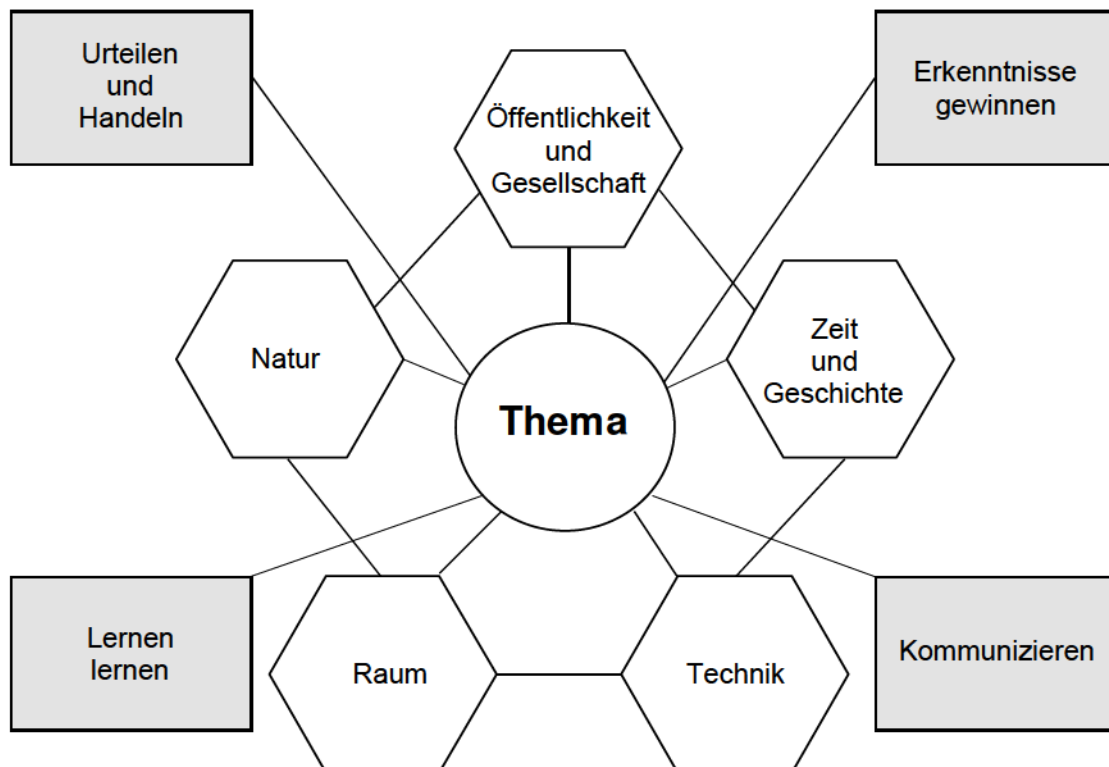 Urteilen
und
Handeln
Erkenntnisse
gewinnen
Öffentlichkeit
und
Gesellschaft
Natur
Zeit
und
Geschichte
Thema
Lernen
lernen
Raum
Technik
Kommunizieren